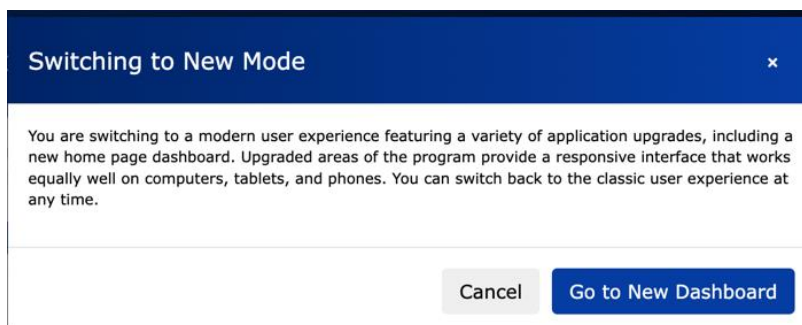 Switching to New Mode ×
You are switching to a modern user experience featuring a variety of application upgrades, including a
new home page dashboard. Upgraded areas of the program provide a responsive interface that works
equally well on computers, tablets, and phones. You can switch back to the classic user experience at
any time.
Cancel Go to New Dashboard